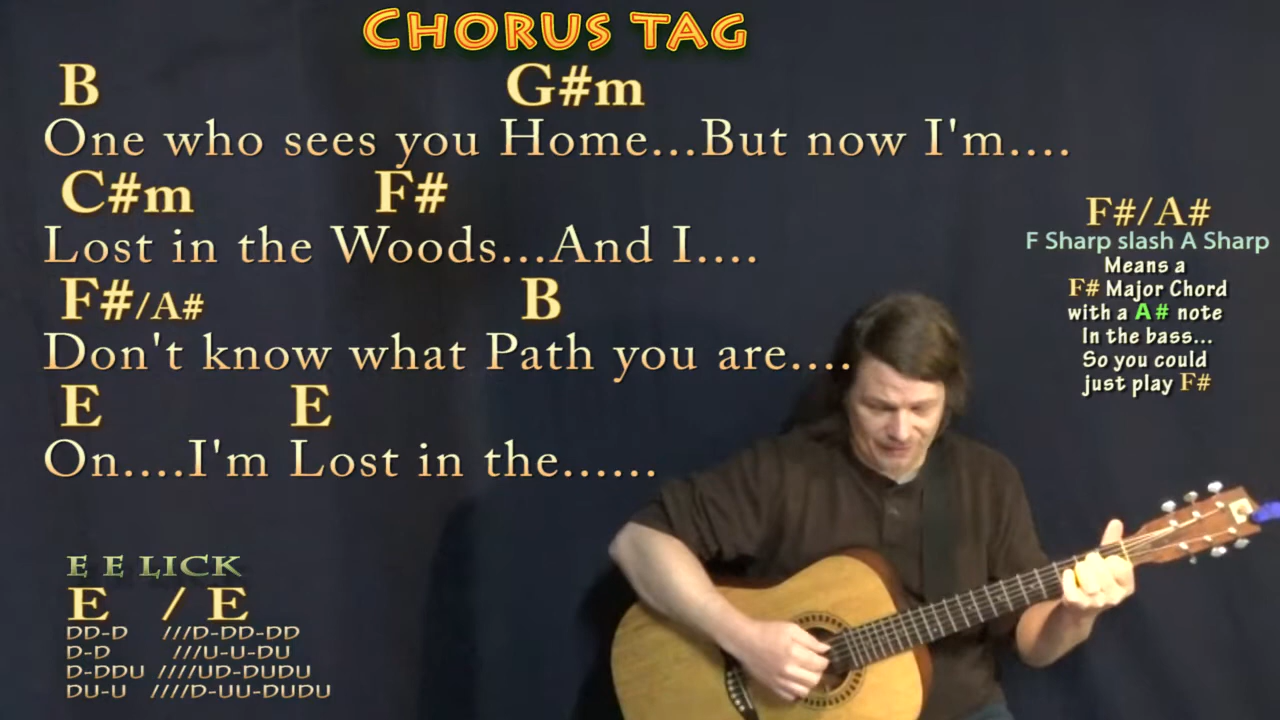 CHORUS TAG
B G#m
One who sees you Home...But now I'm....
C#m F#
Lost in the Woods...And I....
F#/A# B
Don't know what Path you are....
E E
On....I'm Lost in the......
F#/A#
F Sharp slash A Sharp
Means a
F# Major Chord
with a A# note
In the bass...
So you could
just play F#
E E LICK
E / E
DD-D ///D-DD-DD
D-D ///U-U-DU
D-DDU ////UD-DUDU
DU-U ////D-UU-DUDU